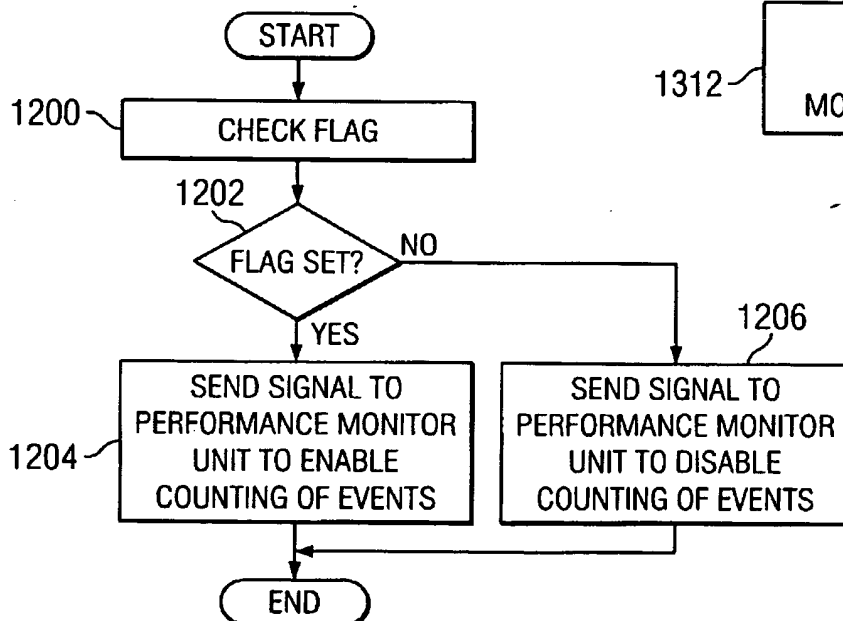 START
1312
MO
1200
CHECK FLAG
1202
FLAG SET?
NO
YES
1206
1204
SEND SIGNAL TO
PERFORMANCE MONITOR
UNIT TO ENABLE
COUNTING OF EVENTS
SEND SIGNAL TO
PERFORMANCE MONITOR
UNIT TO DISABLE
COUNTING OF EVENTS
END